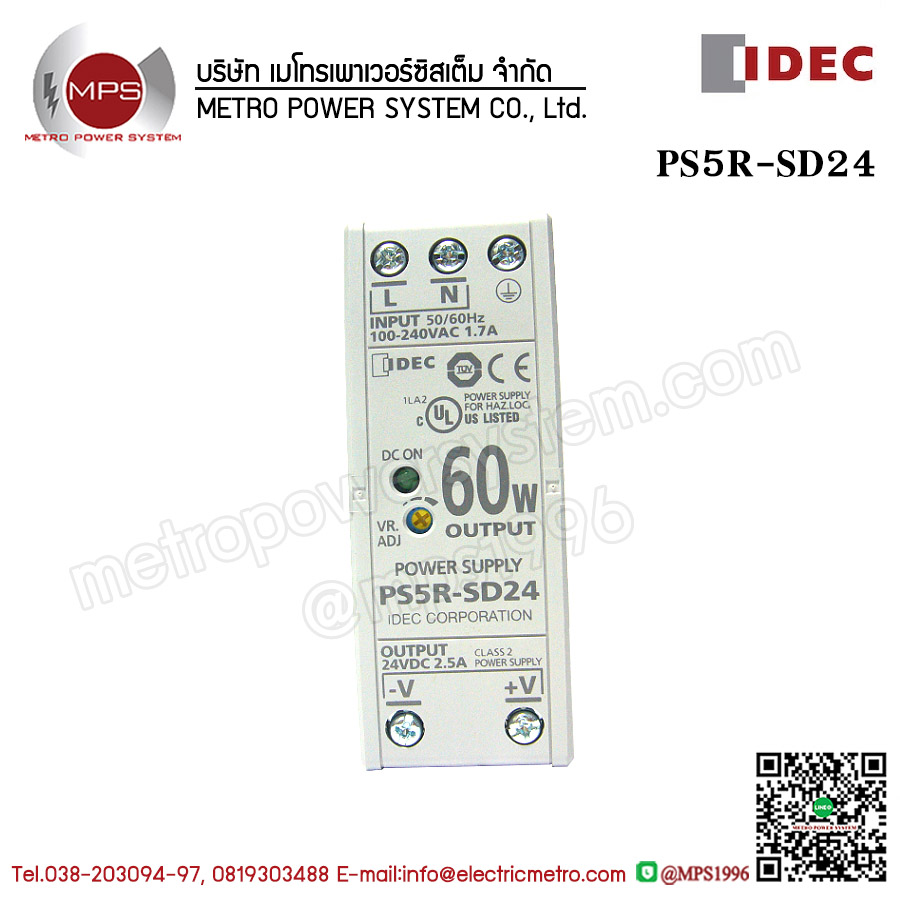 MPS
METRO POWER SYSTEM
บริษัท เมโทรเพาเวอร์ซิสเต็ม จำกัด
METRO POWER SYSTEM CO., Ltd.
IDEC
PS5R-SD24
L N
INPUT 50/60Hz
100-240VAC 1.7A
IDEC
TÜV CE
1LA2
C UL US LISTED
POWER SUPPLY
FOR HAZ.LOC.
DC ON
60W
OUTPUT
VR.
ADJ
POWER SUPPLY
PS5R-SD24
IDEC CORPORATION
OUTPUT
24VDC 2.5A
CLASS 2
POWER SUPPLY
-V +V
metropowersystem.com
@mps1996
LINE@
METRO POWER SYSTEM
Tel.038-203094-97, 0819303488 E-mail:info@electricmetro.com @MPS1996